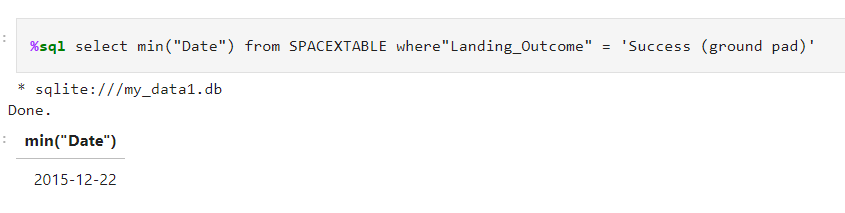 %sql select min("Date") from SPACEXTABLE where"Landing_Outcome" = 'Success (ground pad)'
* sqlite:///my_data1.db
Done.
min("Date")
2015-12-22